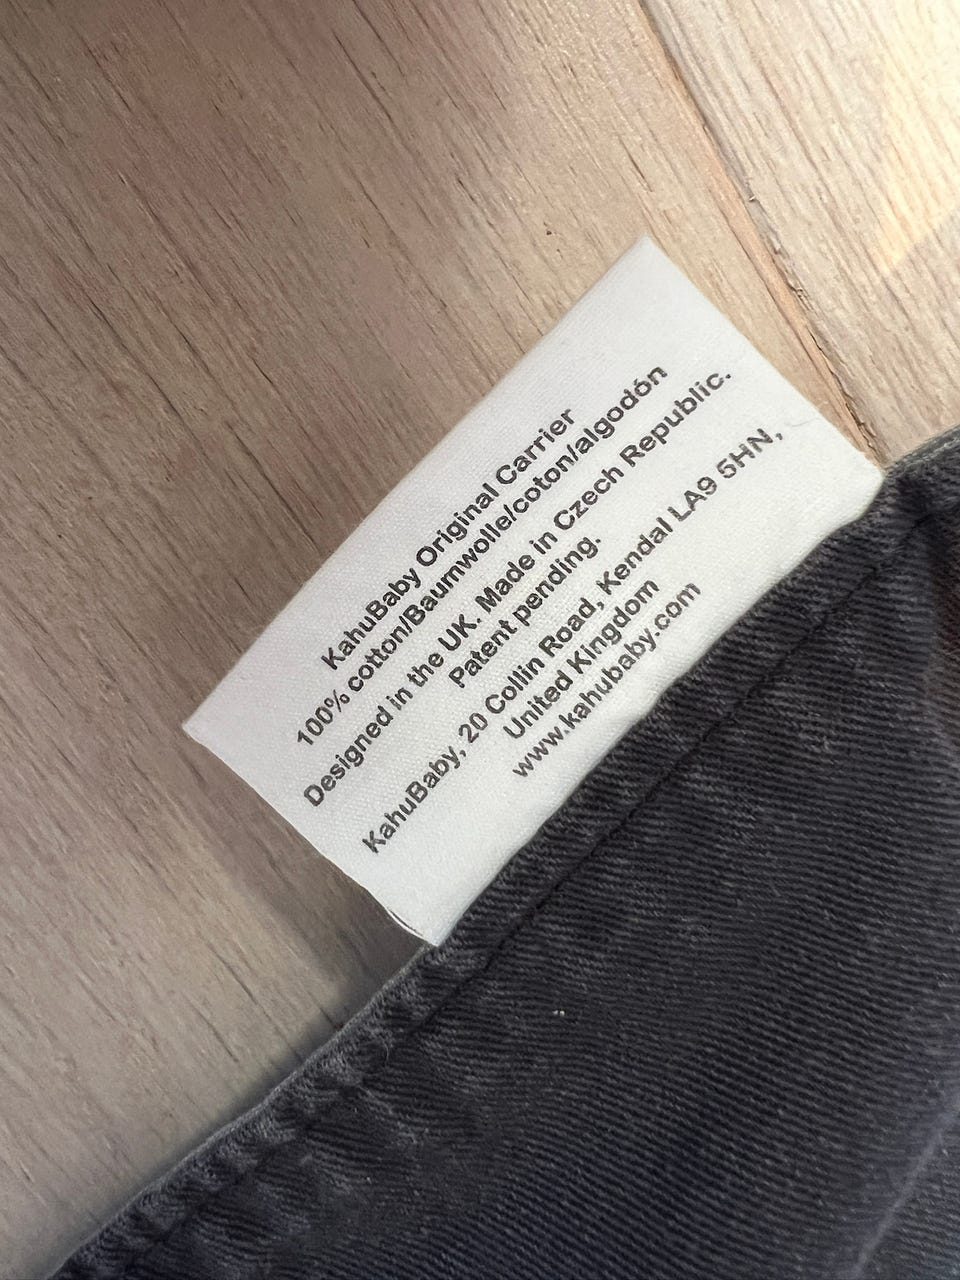 KahuBaby Original Carrier
100% cotton/Baumwolle/coton/algodón
Designed in the UK. Made in Czech Republic.
Patent pending.
KahuBaby, 20 Collin Road, Kendal LA9 5HN,
United Kingdom
www.kahubaby.com